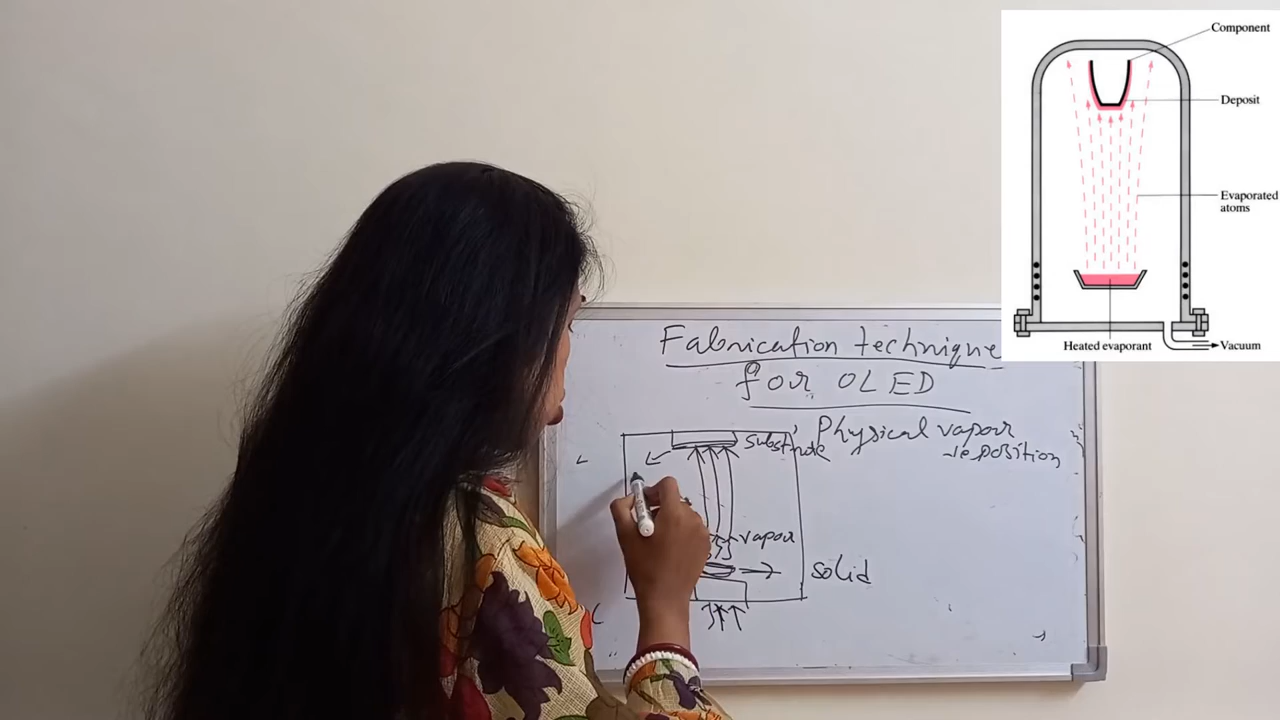 Component
Deposit
Evaporated
atoms
Heated evaporant
Vacuum
Fabrication technique
for OLED
Physical vapour
deposition
substrate
vapour
solid